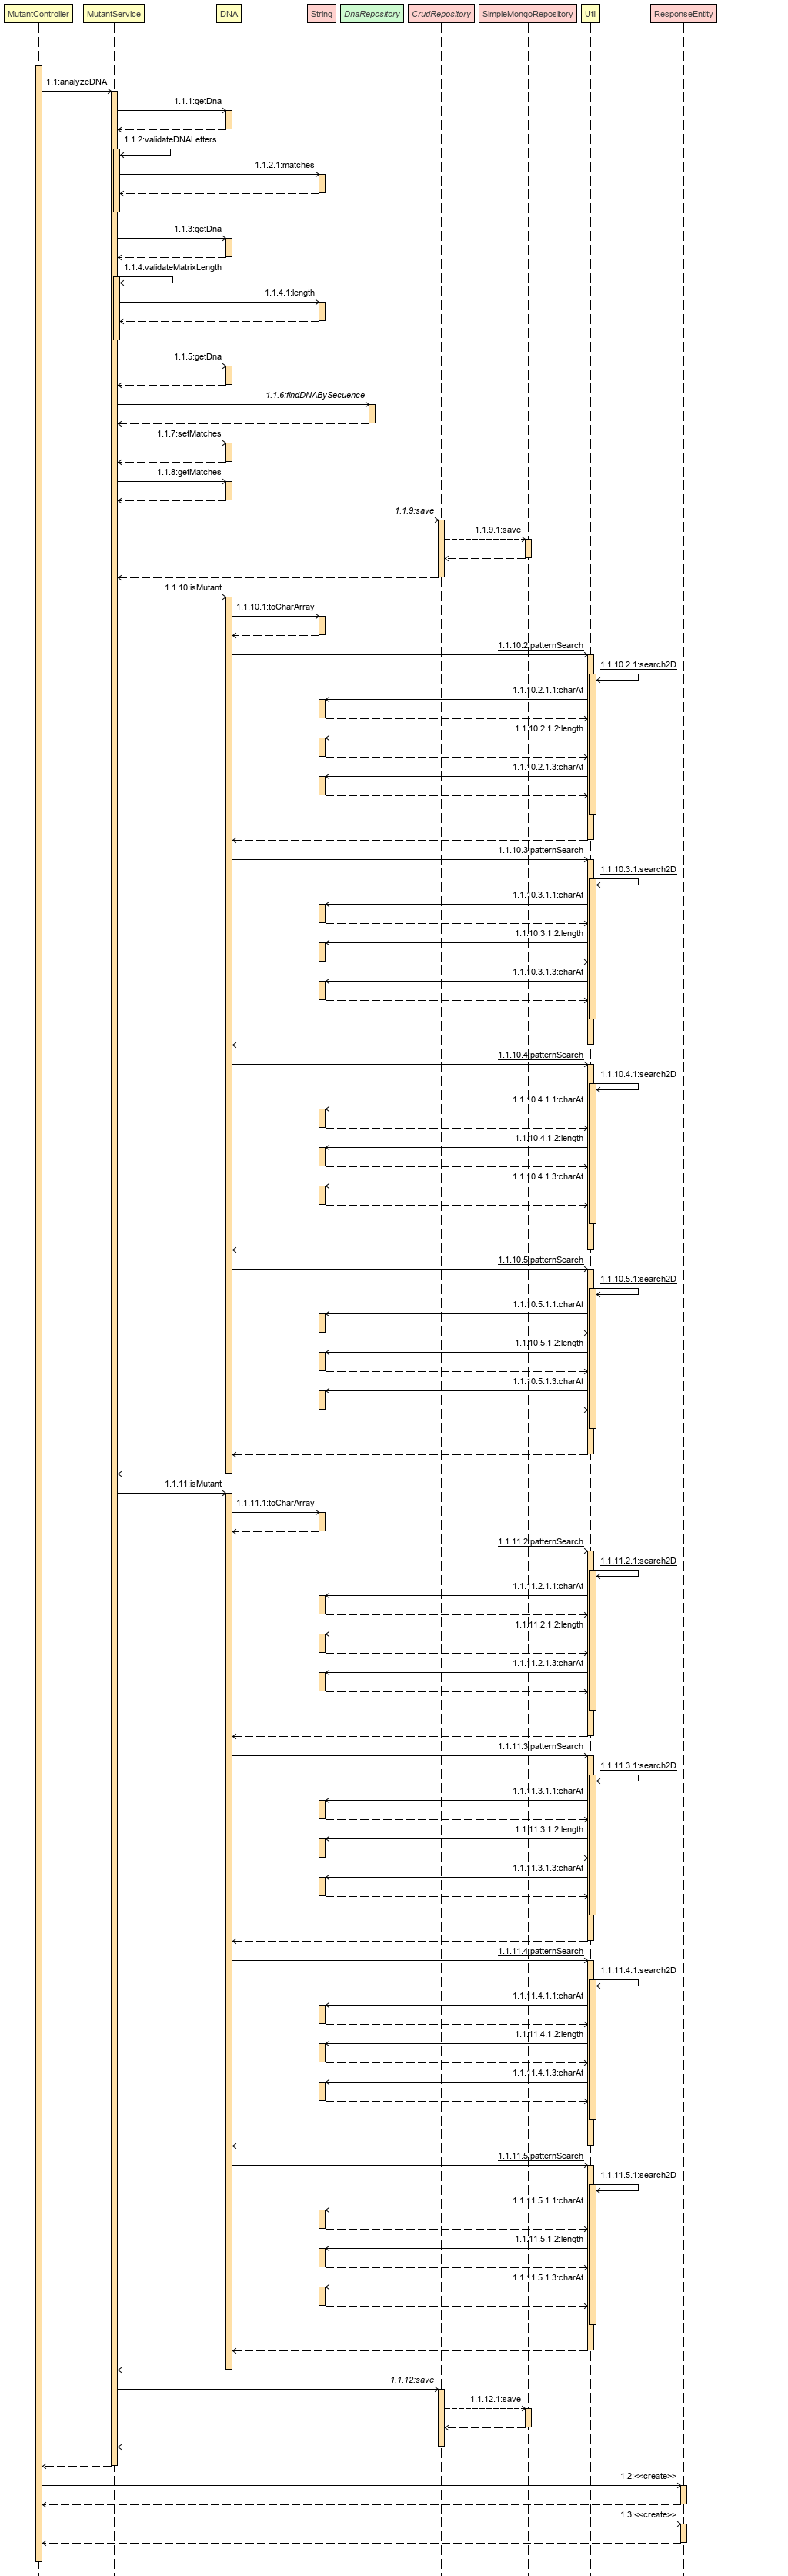 MutantController MutantService DNA String DnaRepository CrudRepository SimpleMongoRepository Util ResponseEntity
1.1:analyzeDNA
1.1.1:getDna
1.1.2:validateDNALetters
1.1.2.1:matches
1.1.3:getDna
1.1.4:validateMatrixLength
1.1.4.1:length
1.1.5:getDna
1.1.6:findDNABySecuence
1.1.7:setMatches
1.1.8:getMatches
1.1.9:save
1.1.9.1:save
1.1.10:isMutant
1.1.10.1:toCharArray
1.1.10.2:patternSearch
1.1.10.2.1:search2D
1.1.10.2.1.1:charAt
1.1.10.2.1.2:length
1.1.10.2.1.3:charAt
1.1.10.3:patternSearch
1.1.10.3.1:search2D
1.1.10.3.1.1:charAt
1.1.10.3.1.2:length
1.1.10.3.1.3:charAt
1.1.10.4:patternSearch
1.1.10.4.1:search2D
1.1.10.4.1.1:charAt
1.1.10.4.1.2:length
1.1.10.4.1.3:charAt
1.1.10.5:patternSearch
1.1.10.5.1:search2D
1.1.10.5.1.1:charAt
1.1.10.5.1.2:length
1.1.10.5.1.3:charAt
1.1.11:isMutant
1.1.11.1:toCharArray
1.1.11.2:patternSearch
1.1.11.2.1:search2D
1.1.11.2.1.1:charAt
1.1.11.2.1.2:length
1.1.11.2.1.3:charAt
1.1.11.3:patternSearch
1.1.11.3.1:search2D
1.1.11.3.1.1:charAt
1.1.11.3.1.2:length
1.1.11.3.1.3:charAt
1.1.11.4:patternSearch
1.1.11.4.1:search2D
1.1.11.4.1.1:charAt
1.1.11.4.1.2:length
1.1.11.4.1.3:charAt
1.1.11.5:patternSearch
1.1.11.5.1:search2D
1.1.11.5.1.1:charAt
1.1.11.5.1.2:length
1.1.11.5.1.3:charAt
1.1.12:save
1.1.12.1:save
1.2:<<create>>
1.3:<<create>>